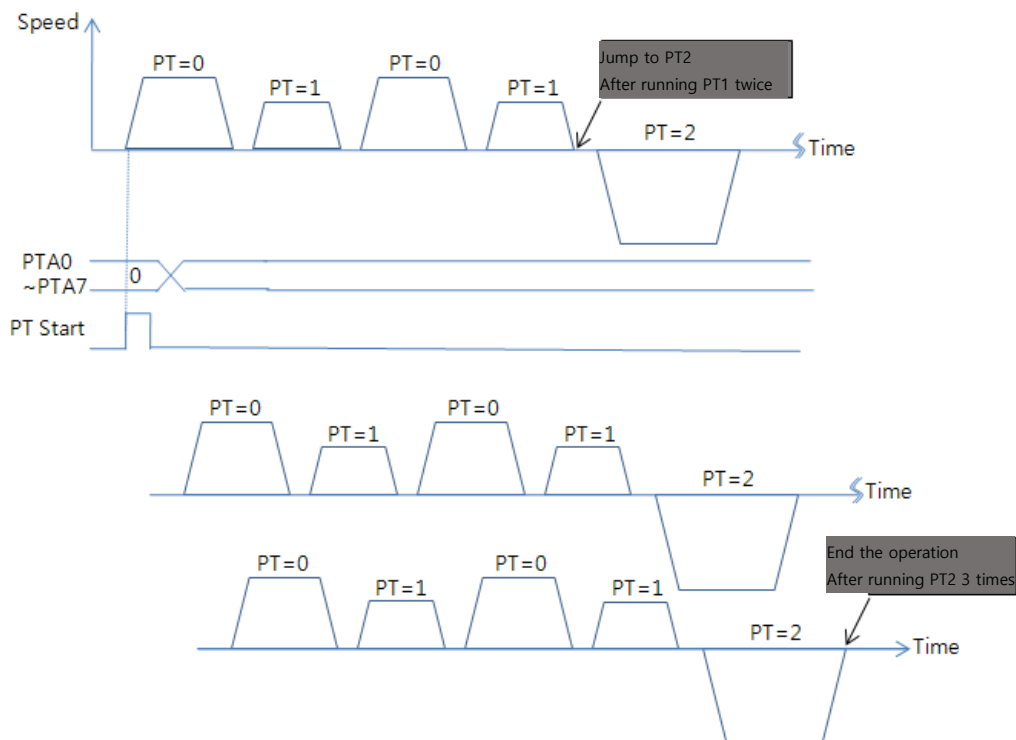 Speed
PT=0
PT=1
PT=0
PT=1
Jump to PT2
After running PT1 twice
PT=2
Time
PTA0
~PTA7
0
PT Start
PT=0
PT=1
PT=0
PT=1
PT=2
Time
PT=0
PT=1
PT=0
PT=1
End the operation
After running PT2 3 times
PT=2
Time